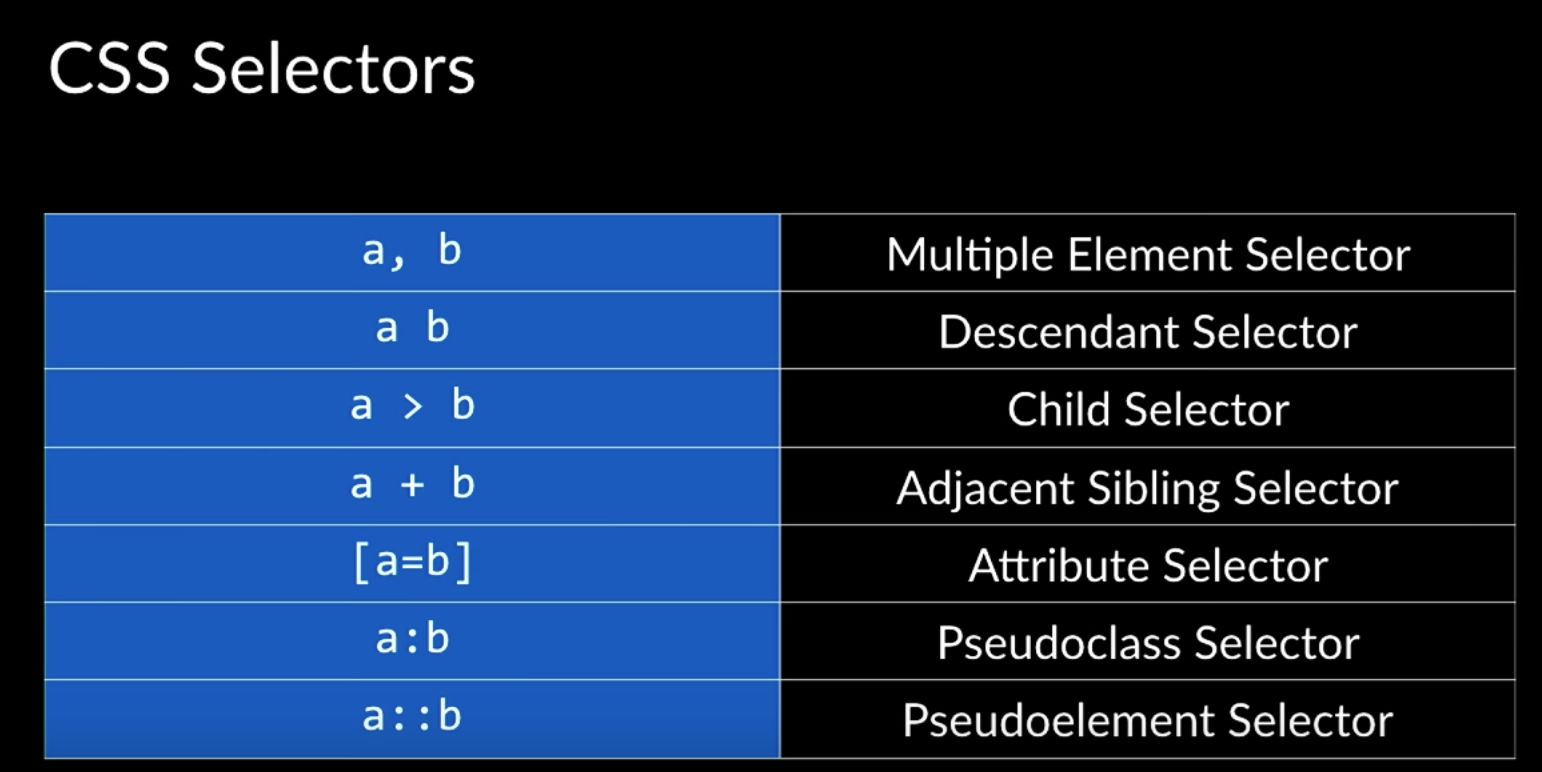 CSS Selectors
a, b Multiple Element Selector
a b Descendant Selector
a > b Child Selector
a + b Adjacent Sibling Selector
[a=b] Attribute Selector
a:b Pseudoclass Selector
a::b Pseudoelement Selector